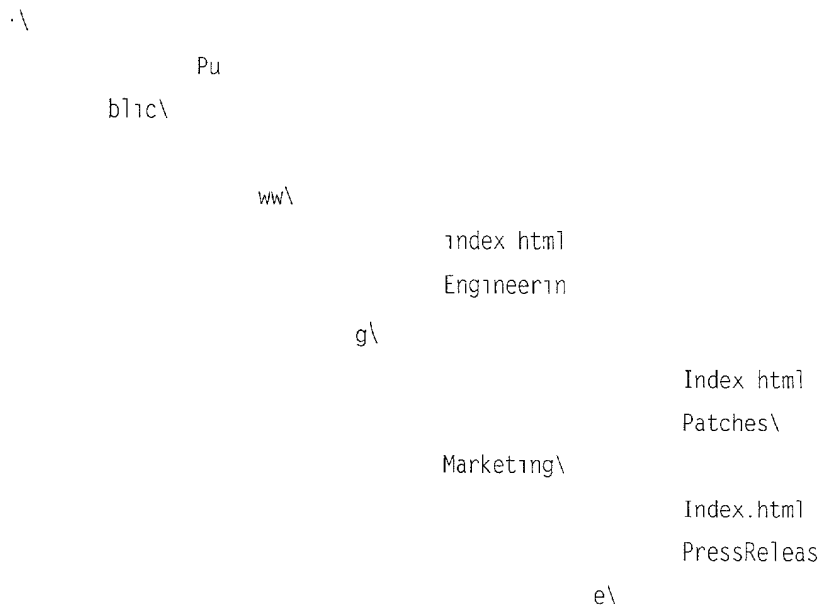 .\
Pu
blic\
ww\
index html
Engineerin
g\
Index html
Patches\
Marketing\
Index.html
PressReleas
e\